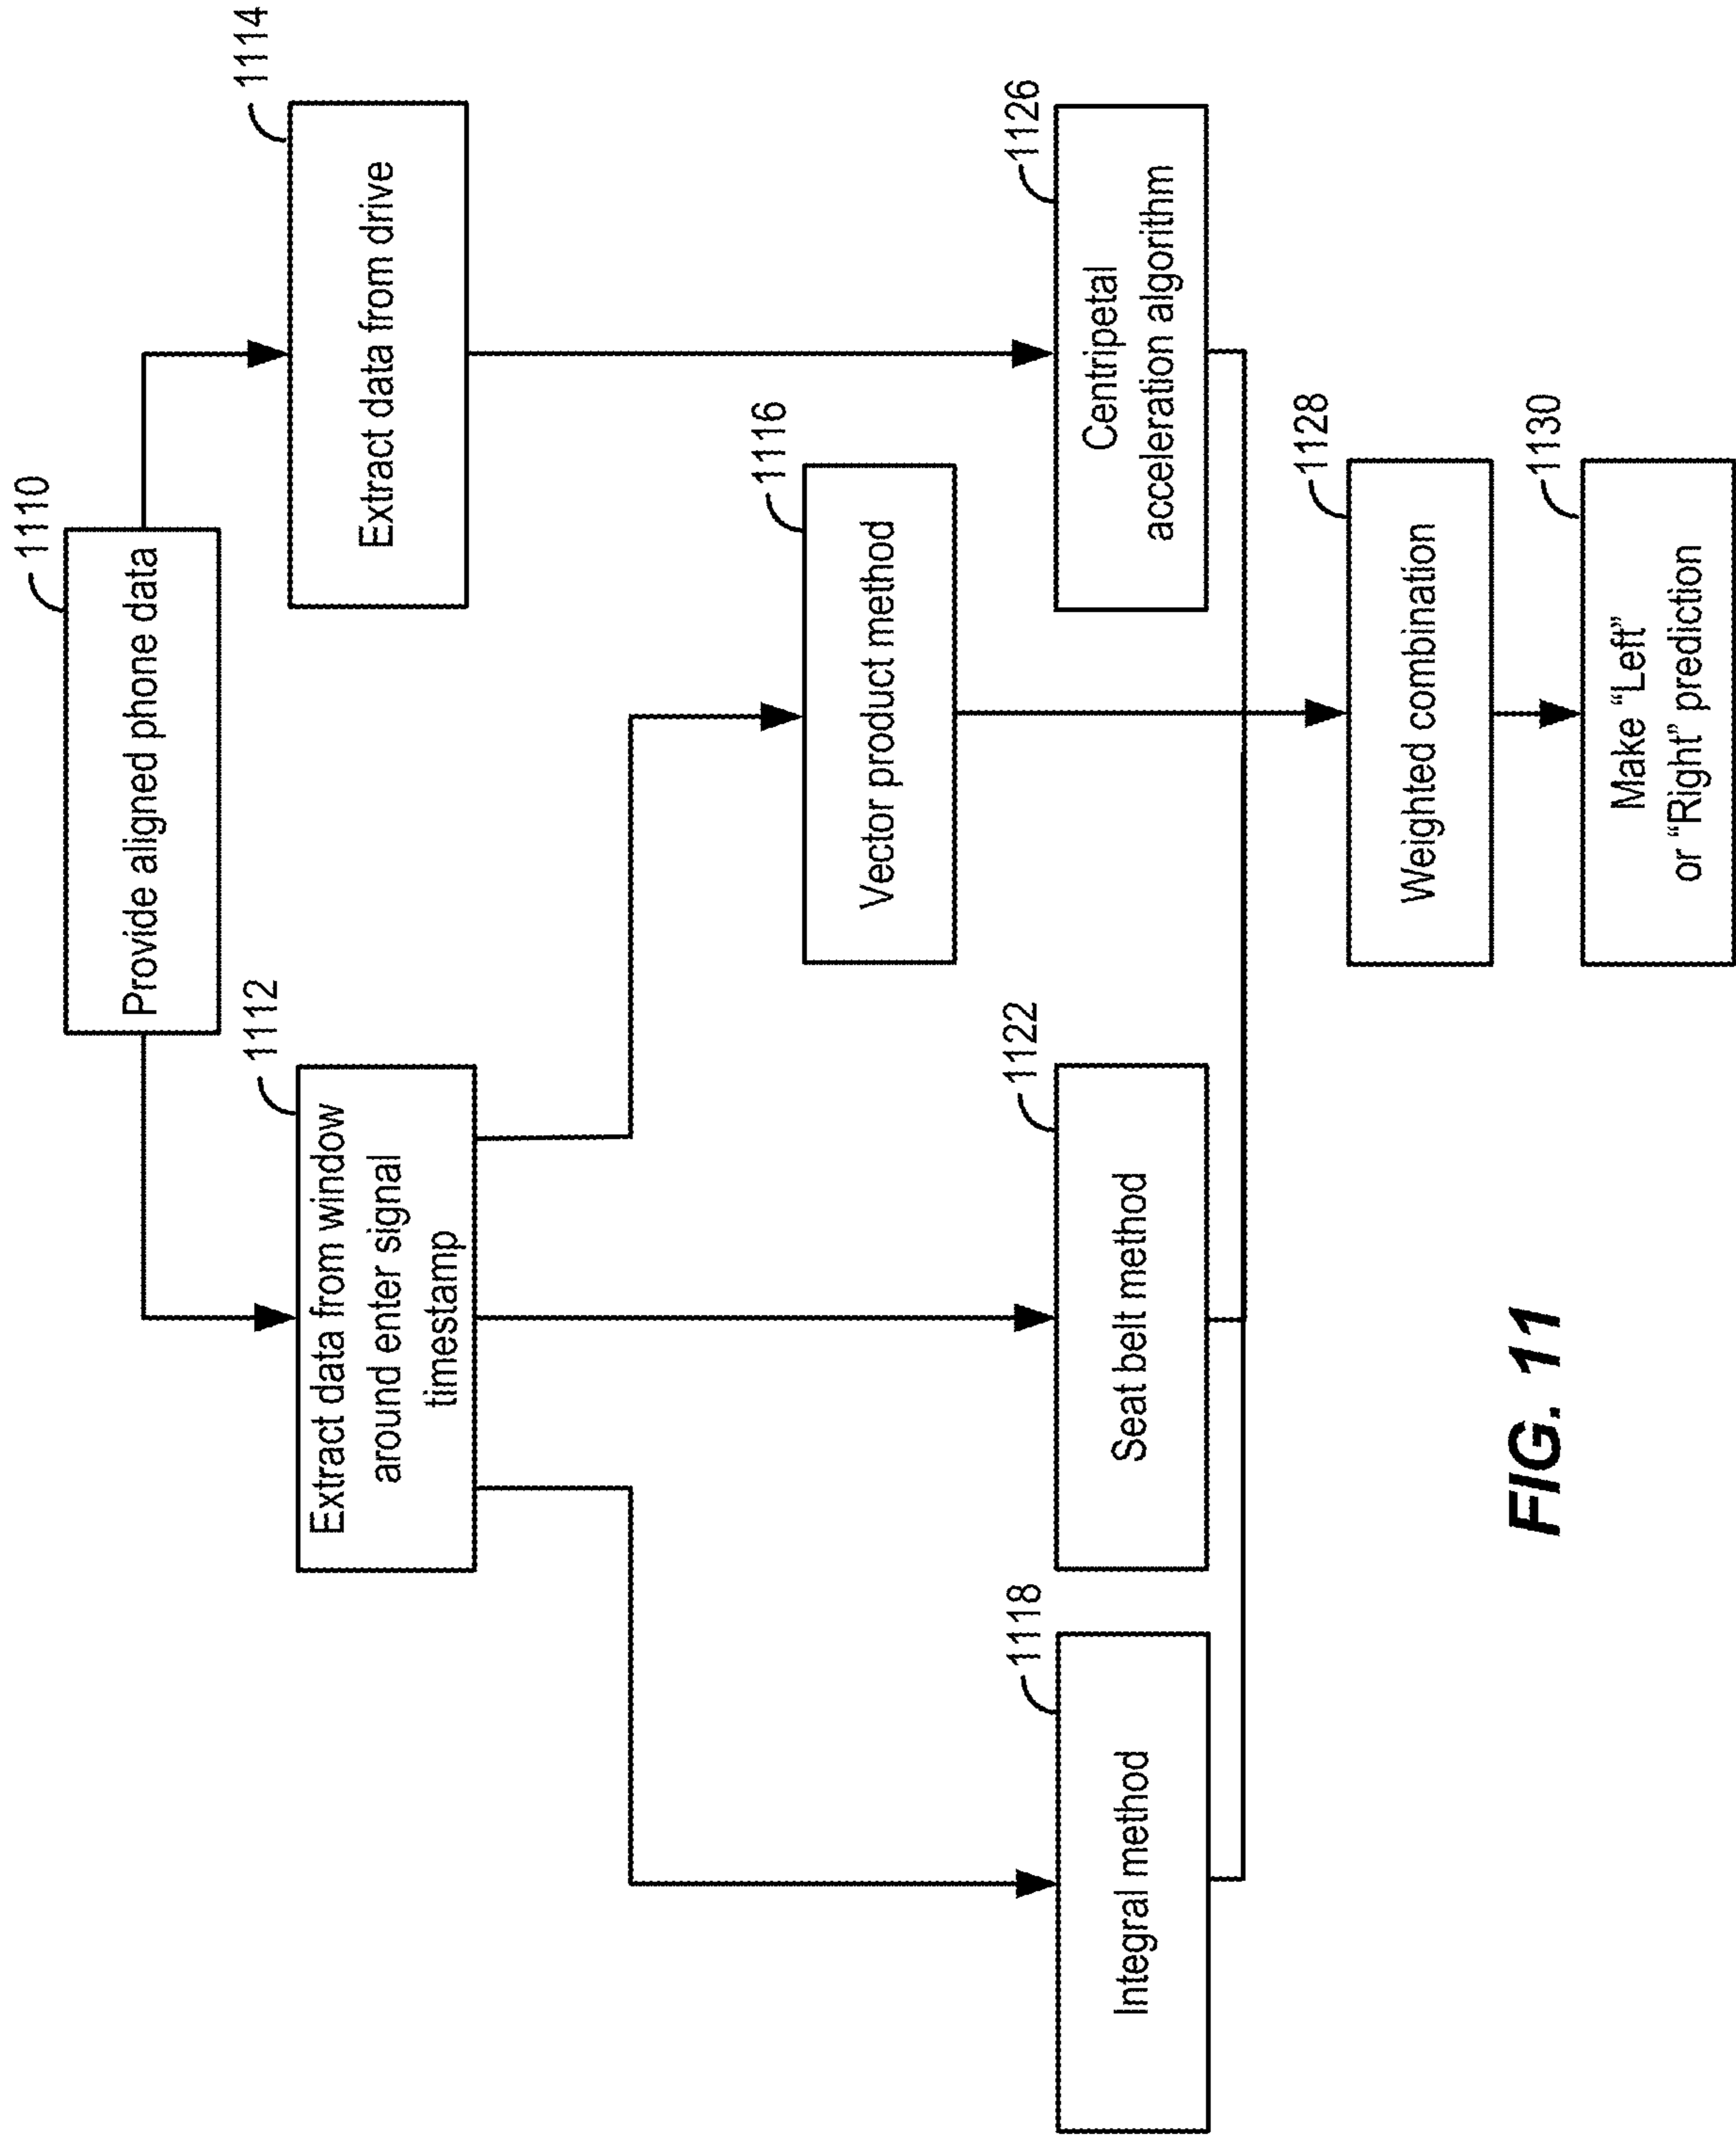 1110
Provide aligned phone data
1112
Extract data from window
around enter signal
timestamp
1114
Extract data from drive
1116
Vector product method
1118
Integral method
1122
Seat belt method
1126
Centripetal
acceleration algorithm
1128
Weighted combination
1130
Make “Left”
or “Right” prediction
FIG. 11